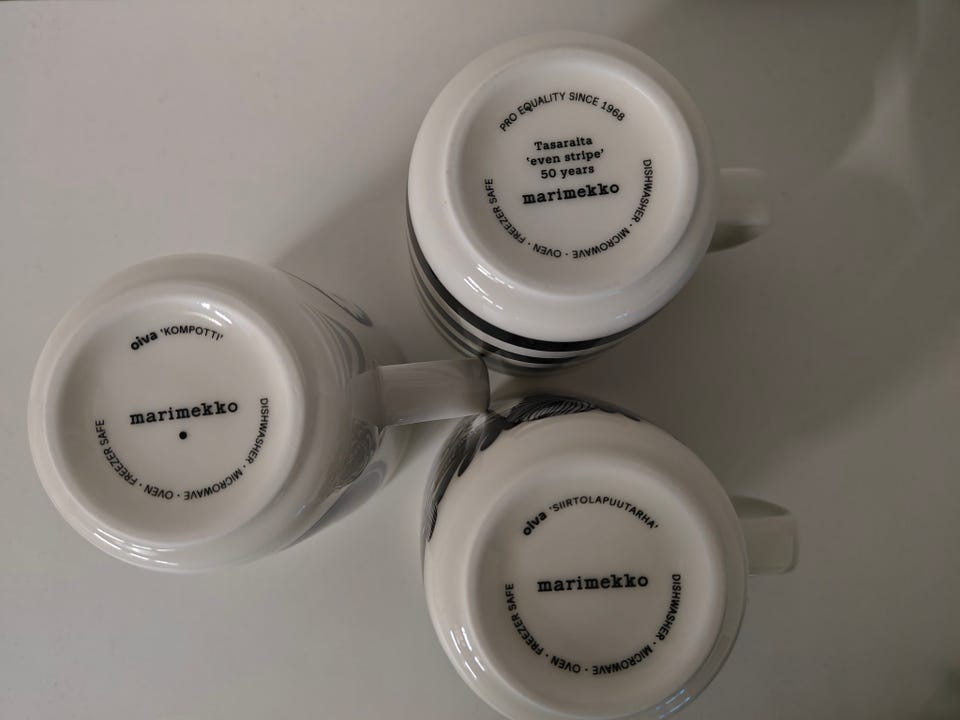 PRO EQUALITY SINCE 1968
Tasaraita
'even stripe'
50 years
marimekko
DISHWASHER · MICROWAVE · OVEN · FREEZER SAFE
oiva 'KOMPOTTI'
marimekko
DISHWASHER · MICROWAVE · OVEN · FREEZER SAFE
oiva 'SIIRTOLAPUUTARHA'
marimekko
DISHWASHER · MICROWAVE · OVEN · FREEZER SAFE